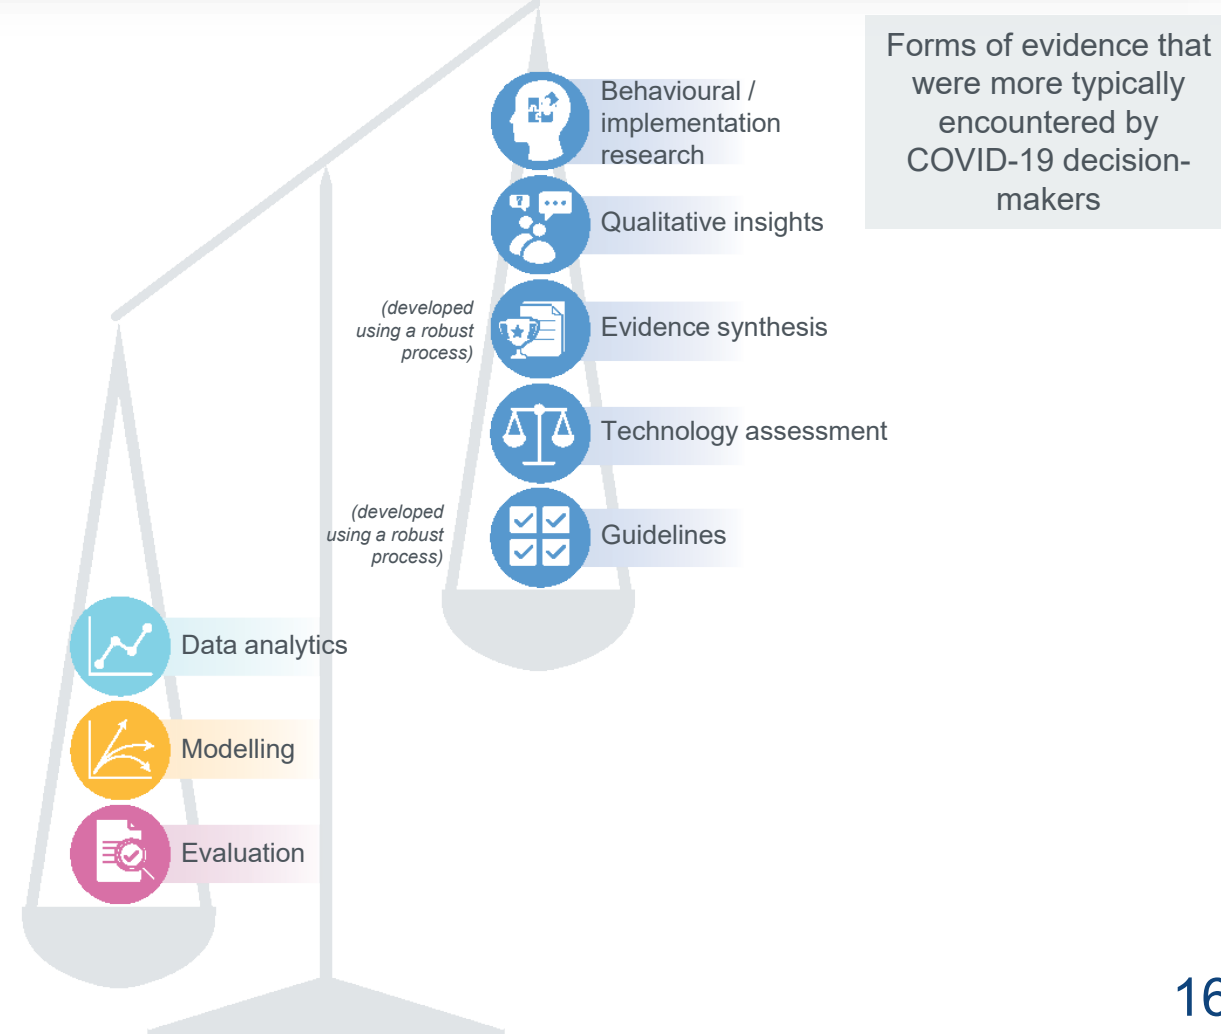 Forms of evidence that
were more typically
encountered by
COVID-19 decision-
makers
Behavioural /
implementation
research
Qualitative insights
(developed
using a robust
process)
Evidence synthesis
Technology assessment
(developed
using a robust
process)
Guidelines
Data analytics
Modelling
Evaluation
16